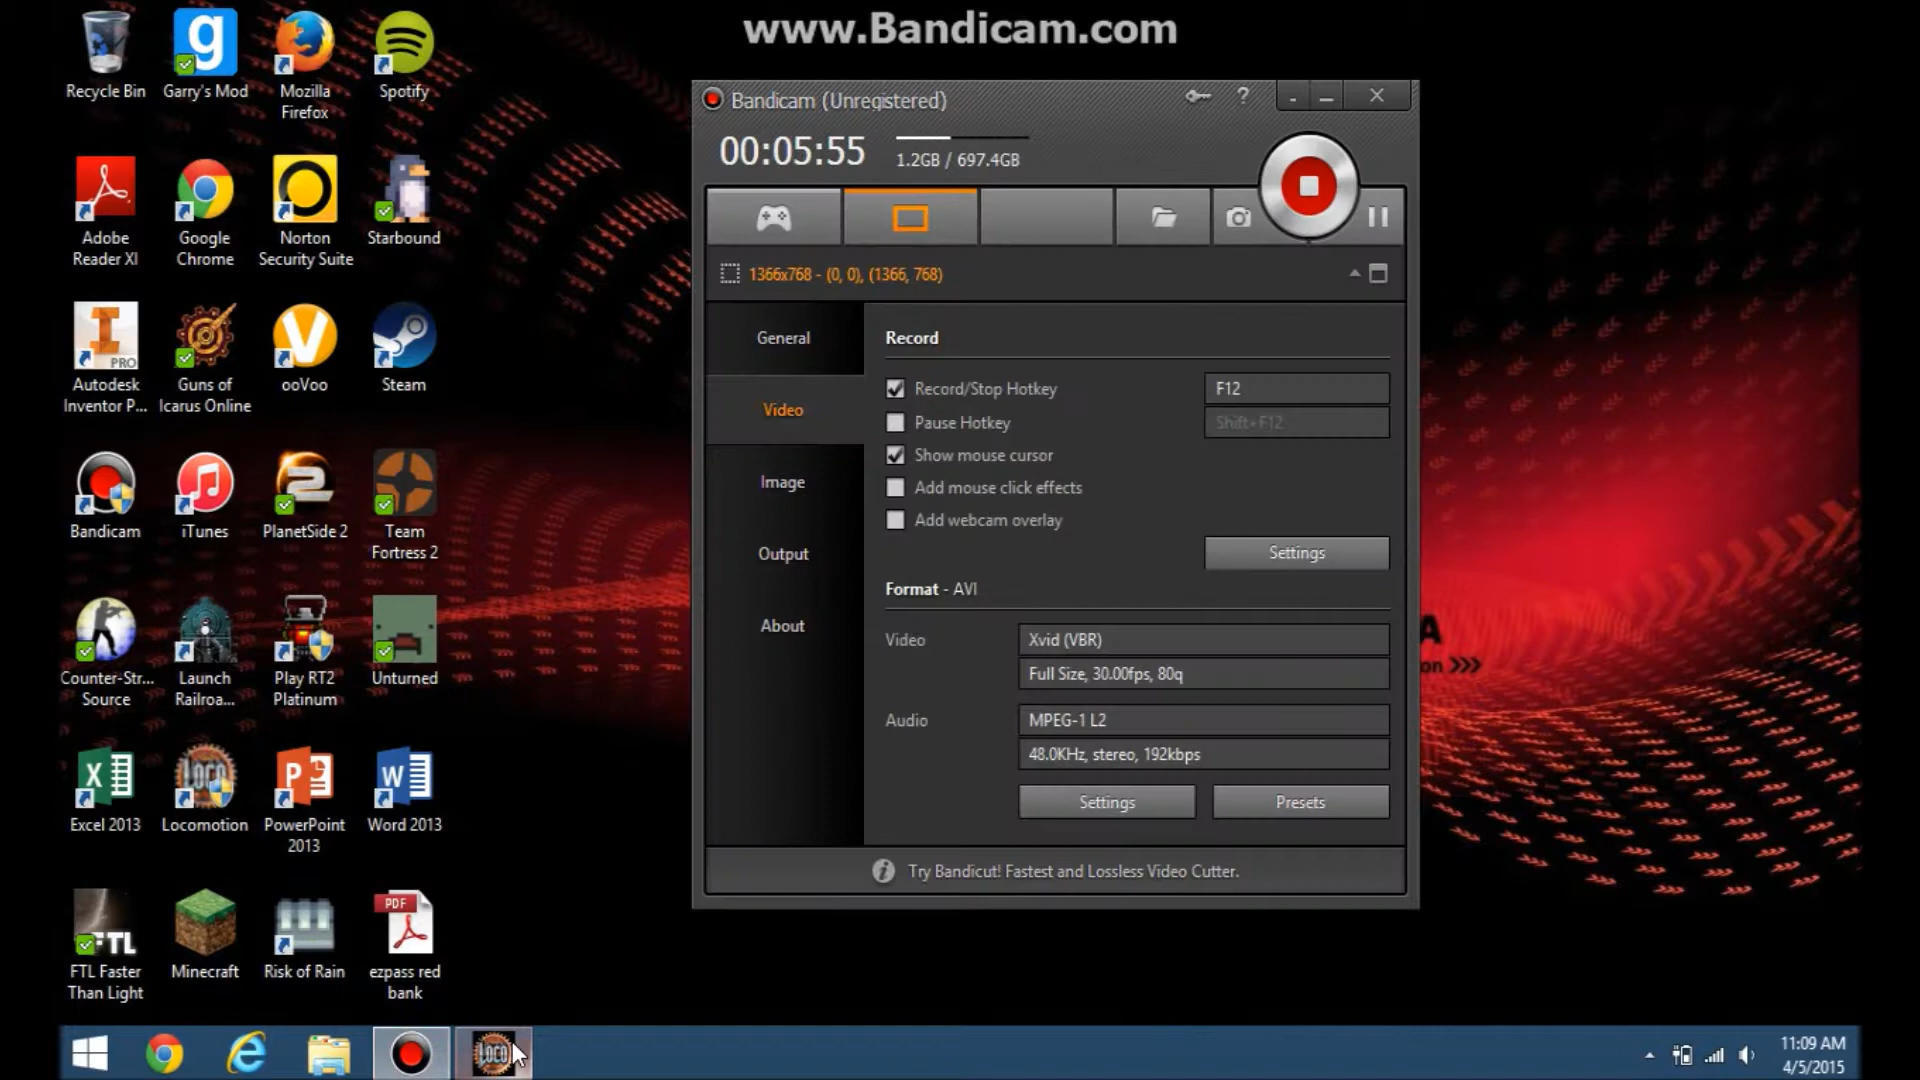 www.Bandicam.com
Recycle Bin
Garry's Mod
Mozilla
Firefox
Spotify
Adobe
Reader XI
Google
Chrome
Norton
Security Suite
Starbound
PRO
Autodesk
Inventor P...
Guns of
Icarus Online
ooVoo
Steam
Bandicam
iTunes
PlanetSide 2
Team
Fortress 2
Counter-Str...
Source
Launch
Railroa...
Play RT2
Platinum
Unturned
Excel 2013
LOCO
Locomotion
PowerPoint
2013
Word 2013
FTL
FTL Faster
Than Light
Minecraft
Risk of Rain
PDF
ezpass red
bank
Bandicam (Unregistered)
00:05:55
1.2GB / 697.4GB
1366x768 - (0, 0), (1366, 768)
General
Video
Image
Output
About
Record
Record/Stop Hotkey
F12
Pause Hotkey
Shift+F12
Show mouse cursor
Add mouse click effects
Add webcam overlay
Settings
Format - AVI
Video
Xvid (VBR)
Full Size, 30.00fps, 80q
Audio
MPEG-1 L2
48.0KHz, stereo, 192kbps
Settings
Presets
Try Bandicut! Fastest and Lossless Video Cutter.
LOCO
11:09 AM
4/5/2015